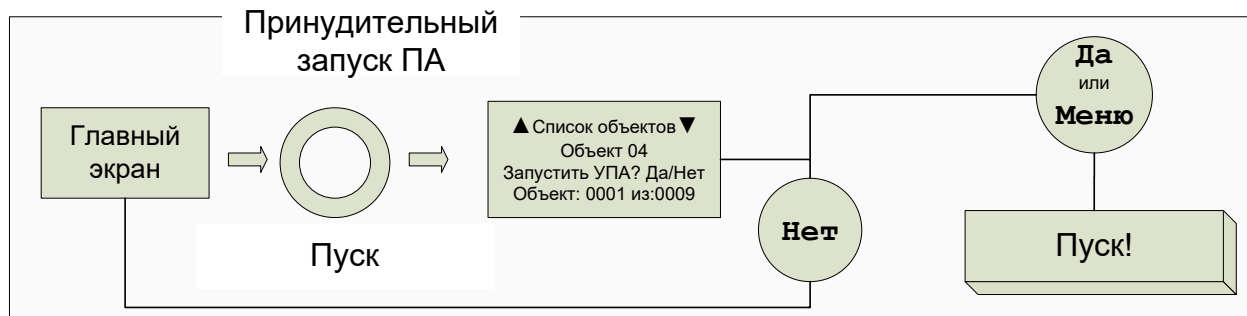 Принудительный
запуск ПА
Главный
экран
Пуск
▲Список объектов▼
Объект 04
Запустить УПА? Да/Нет
Объект: 0001 из:0009
Нет
Да
или
Меню
Пуск!